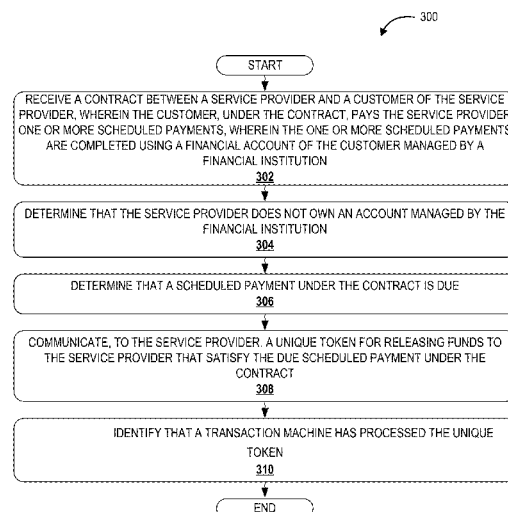 300
START
RECEIVE A CONTRACT BETWEEN A SERVICE PROVIDER AND A CUSTOMER OF THE SERVICE
PROVIDER, WHEREIN THE CUSTOMER, UNDER THE CONTRACT, PAYS THE SERVICE PROVIDER
ONE OR MORE SCHEDULED PAYMENTS, WHEREIN THE ONE OR MORE SCHEDULED PAYMENTS
ARE COMPLETED USING A FINANCIAL ACCOUNT OF THE CUSTOMER MANAGED BY A
FINANCIAL INSTITUTION
302
DETERMINE THAT THE SERVICE PROVIDER DOES NOT OWN AN ACCOUNT MANAGED BY THE
FINANCIAL INSTITUTION
304
DETERMINE THAT A SCHEDULED PAYMENT UNDER THE CONTRACT IS DUE
306
COMMUNICATE, TO THE SERVICE PROVIDER, A UNIQUE TOKEN FOR RELEASING FUNDS TO
THE SERVICE PROVIDER THAT SATISFY THE DUE SCHEDULED PAYMENT UNDER THE
CONTRACT
308
IDENTIFY THAT A TRANSACTION MACHINE HAS PROCESSED THE UNIQUE
TOKEN
310
END